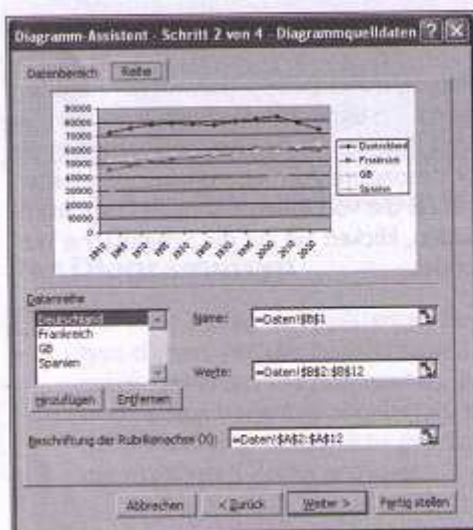 Diagramm-Assistent - Schritt 2 von 4 - Diagrammquelldaten
Datenbereich Reihe
90000
80000
70000
60000
50000
40000
30000
20000
10000
0
Deutschland
Frankreich
GB
Spanien
Datenreihe
Deutschland
Frankreich
GB
Spanien
Name: =Daten!$B$1
Werte: =Daten!$B$2:$B$12
Hinzufügen Entfernen
Beschriftung der Rubrikenachse (X): =Daten!$A$2:$A$12
Abbrechen < Zurück Weiter > Fertig stellen